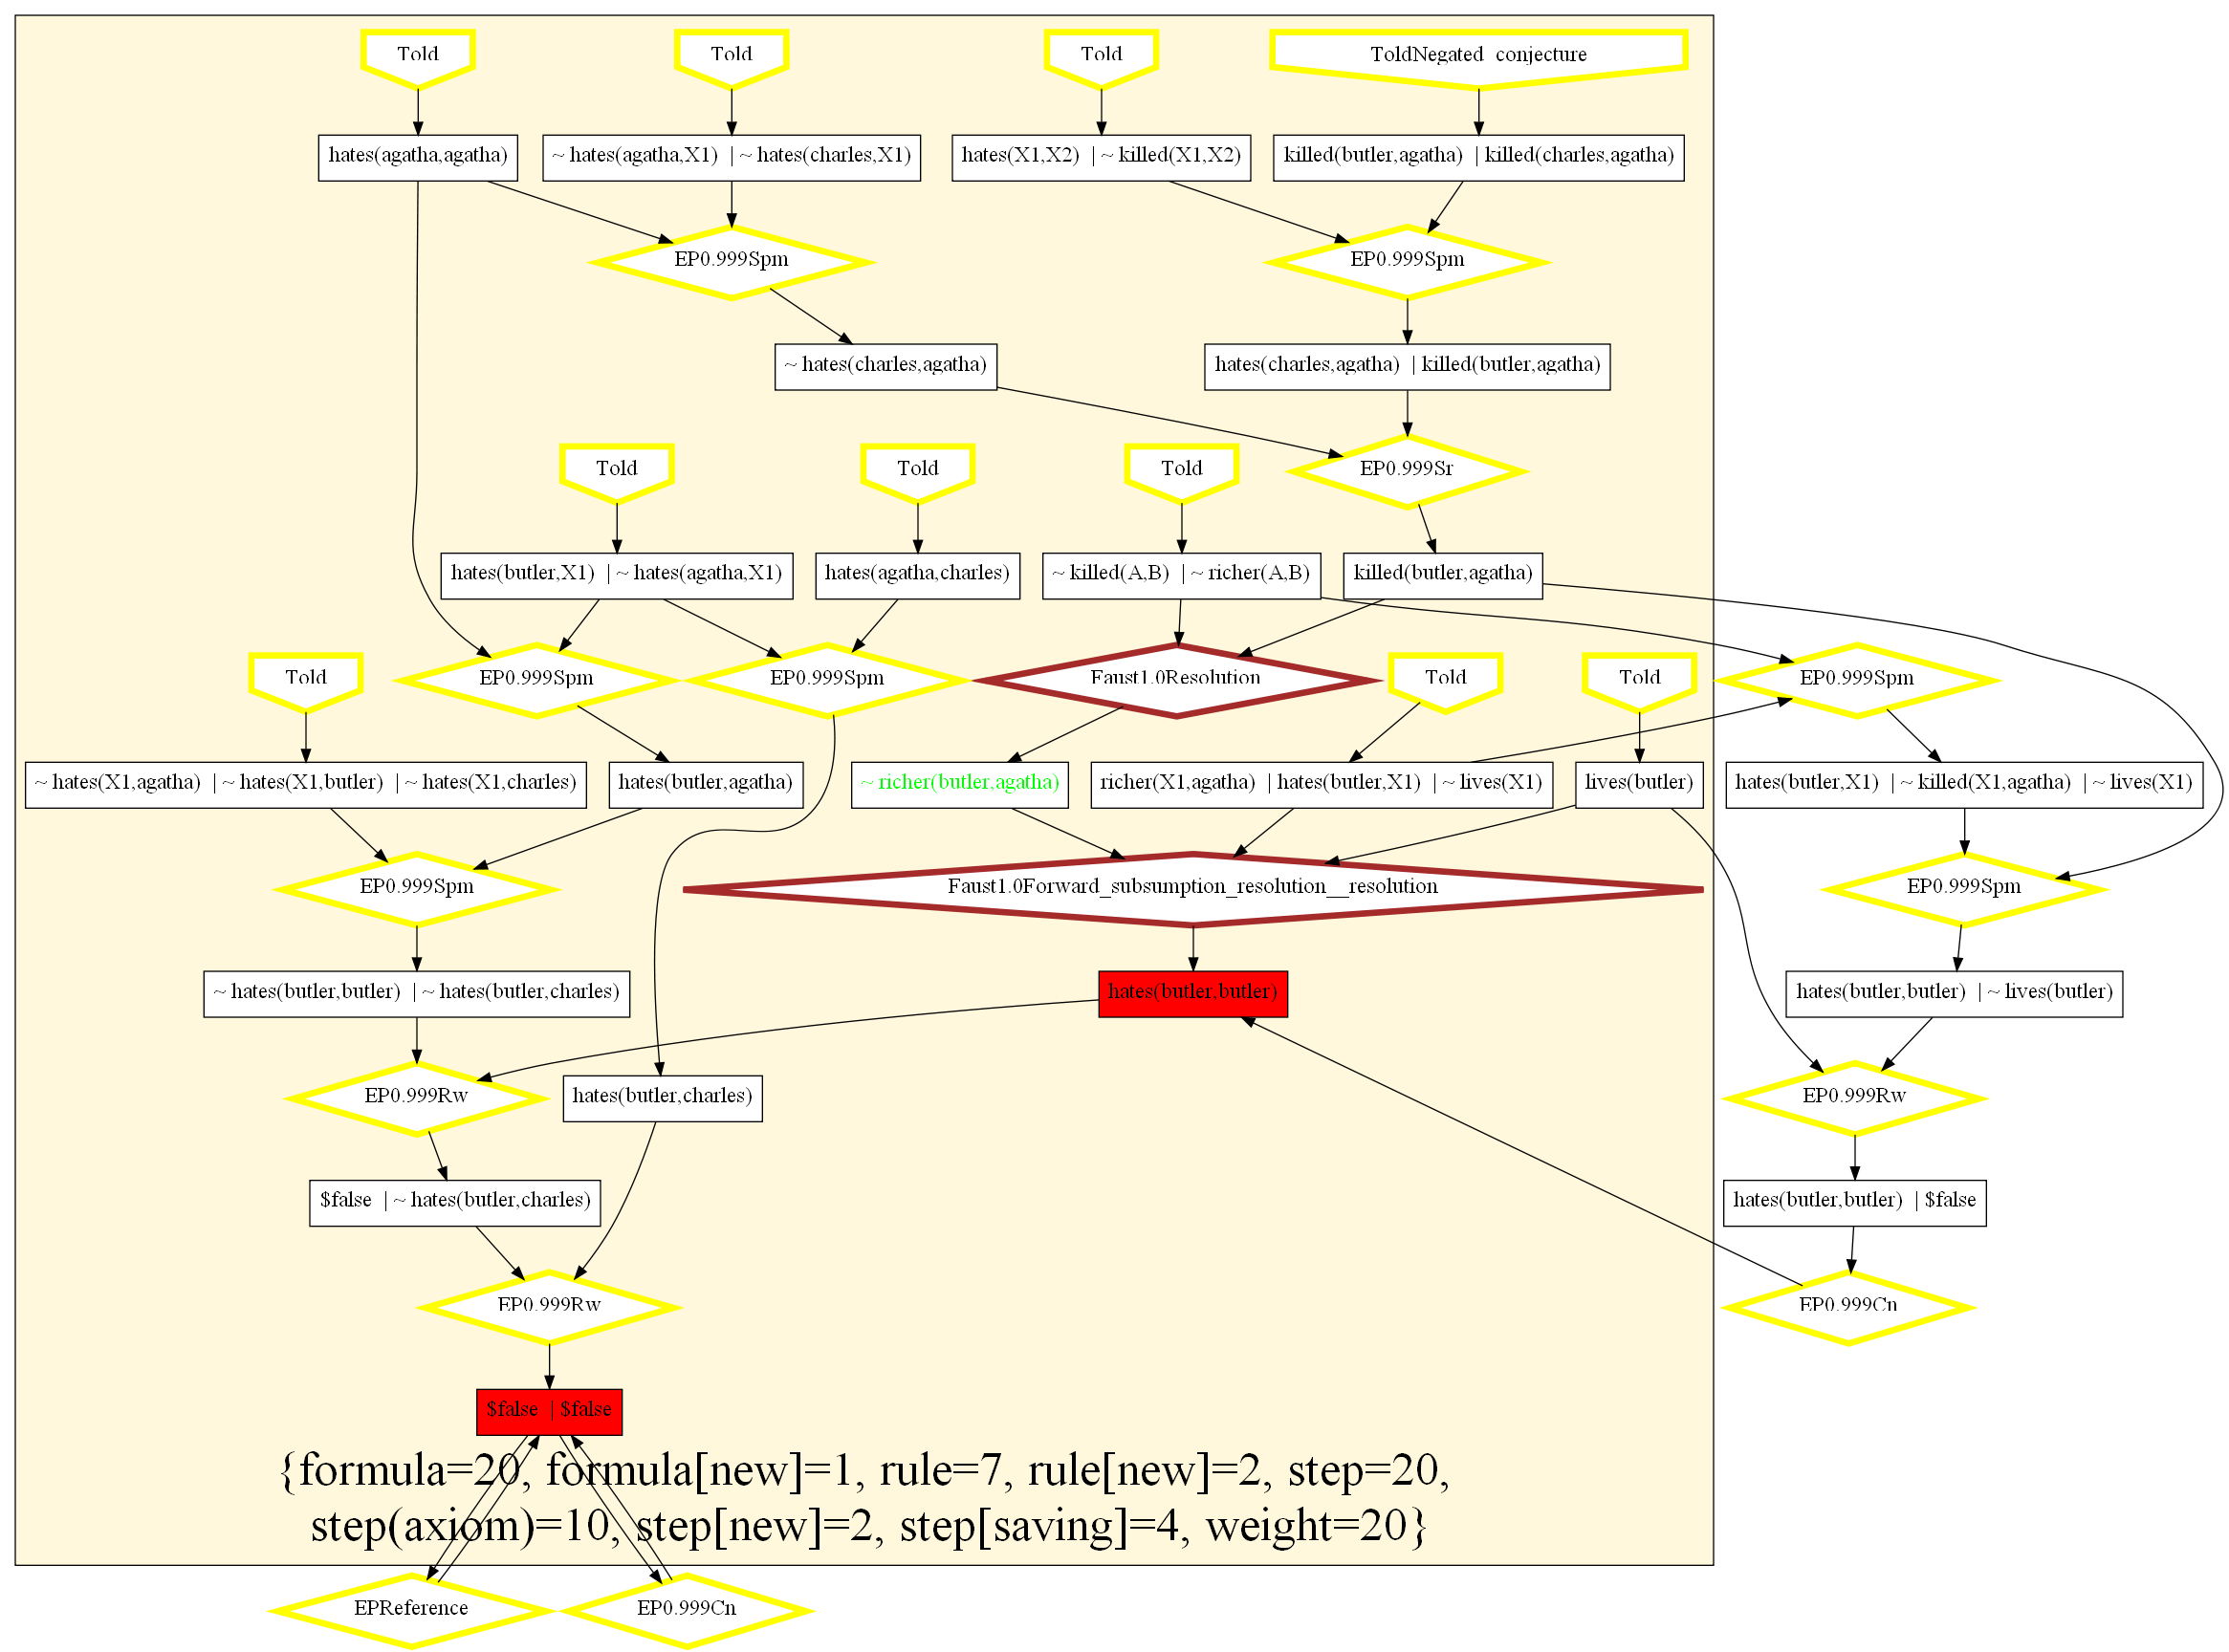 Told
Told
Told
ToldNegated_conjecture
hates(agatha,agatha)
~ hates(agatha,X1) | ~ hates(charles,X1)
hates(X1,X2) | ~ killed(X1,X2)
killed(butler,agatha) | killed(charles,agatha)
EP0.999Spm
EP0.999Spm
~ hates(charles,agatha)
hates(charles,agatha) | killed(butler,agatha)
Told
Told
Told
EP0.999Sr
hates(butler,X1) | ~ hates(agatha,X1)
hates(agatha,charles)
~ killed(A,B) | ~ richer(A,B)
killed(butler,agatha)
Told
EP0.999Spm
EP0.999Spm
Faust1.0Resolution
Told
Told
EP0.999Spm
~ hates(X1,agatha) | ~ hates(X1,butler) | ~ hates(X1,charles)
hates(butler,agatha)
~ richer(butler,agatha)
richer(X1,agatha) | hates(butler,X1) | ~ lives(X1)
lives(butler)
hates(butler,X1) | ~ killed(X1,agatha) | ~ lives(X1)
EP0.999Spm
Faust1.0Forward_subsumption_resolution__resolution
EP0.999Spm
~ hates(butler,butler) | ~ hates(butler,charles)
hates(butler,butler)
hates(butler,butler) | ~ lives(butler)
EP0.999Rw
hates(butler,charles)
EP0.999Rw
$false | ~ hates(butler,charles)
hates(butler,butler) | $false
EP0.999Rw
EP0.999Cn
$false | $false
{formula=20, formula[new]=1, rule=7, rule[new]=2, step=20,
step(axiom)=10, step[new]=2, step[saving]=4, weight=20}
EPReference
EP0.999Cn